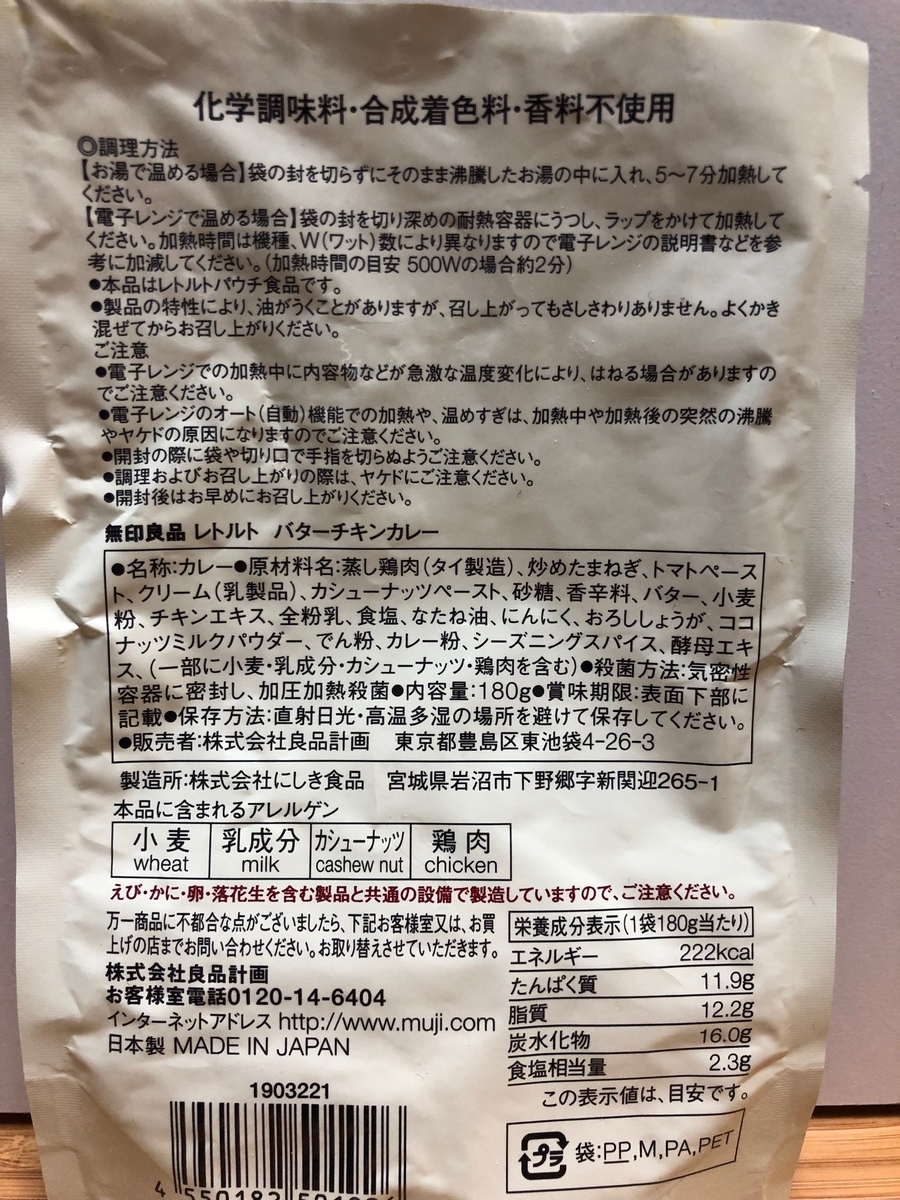 化学調味料・合成着色料・香料不使用
◎調理方法
【お湯で温める場合】袋の封を切らずにそのまま沸騰したお湯の中に入れ、5〜7分加熱して
ください。
【電子レンジで温める場合】袋の封を切り深めの耐熱容器にうつし、ラップをかけて加熱して
ください。加熱時間は機種、W(ワット)数により異なりますので電子レンジの説明書などを参
考に加減してください。(加熱時間の目安 500Wの場合約2分)
●本品はレトルトパウチ食品です。
●製品の特性により、油がうくことがありますが、召し上がってもさしさわりありません。よくかき
混ぜてからお召し上がりください。
ご注意
●電子レンジでの加熱中に内容物などが急激な温度変化により、はねる場合がありますの
でご注意ください。
●電子レンジのオート(自動)機能での加熱や、温めすぎは、加熱中や加熱後の突然の沸騰
やヤケドの原因になりますのでご注意ください。
●開封の際に袋や切り口で手指を切らぬようご注意ください。
●調理およびお召し上がりの際は、ヤケドにご注意ください。
●開封後はお早めにお召し上がりください。
無印良品 レトルト バターチキンカレー
●名称:カレー●原材料名:蒸し鶏肉(タイ製造)、炒めたまねぎ、トマトペース
ト、クリーム(乳製品)、カシューナッツペースト、砂糖、香辛料、バター、小麦
粉、チキンエキス、全粉乳、食塩、なたね油、にんにく、おろししょうが、ココ
ナッツミルクパウダー、でん粉、カレー粉、シーズニングスパイス、酵母エキ
ス、(一部に小麦・乳成分・カシューナッツ・鶏肉を含む)●殺菌方法:気密性
容器に密封し、加圧加熱殺菌●内容量:180g●賞味期限:表面下部に
記載●保存方法:直射日光・高温多湿の場所を避けて保存してください。
●販売者:株式会社良品計画 東京都豊島区東池袋4-26-3
製造所:株式会社にしき食品 宮城県岩沼市下野郷字新関迎265-1
本品に含まれるアレルゲン
小麦 乳成分 カシューナッツ 鶏肉
wheat milk cashew nut chicken
えび・かに・卵・落花生を含む製品と共通の設備で製造していますので、ご注意ください。
万一商品に不都合な点がございましたら、下記お客様室又は、お買
上げの店までお問い合わせください。お取り替えさせていただきます。
株式会社良品計画
お客様室電話0120-14-6404
インターネットアドレス http://www.muji.com
日本製 MADE IN JAPAN
栄養成分表示(1袋180g当たり)
エネルギー 222kcal
たんぱく質 11.9g
脂質 12.2g
炭水化物 16.0g
食塩相当量 2.3g
この表示値は、目安です。
1903221
プラ 袋:PP,M,PA,PET